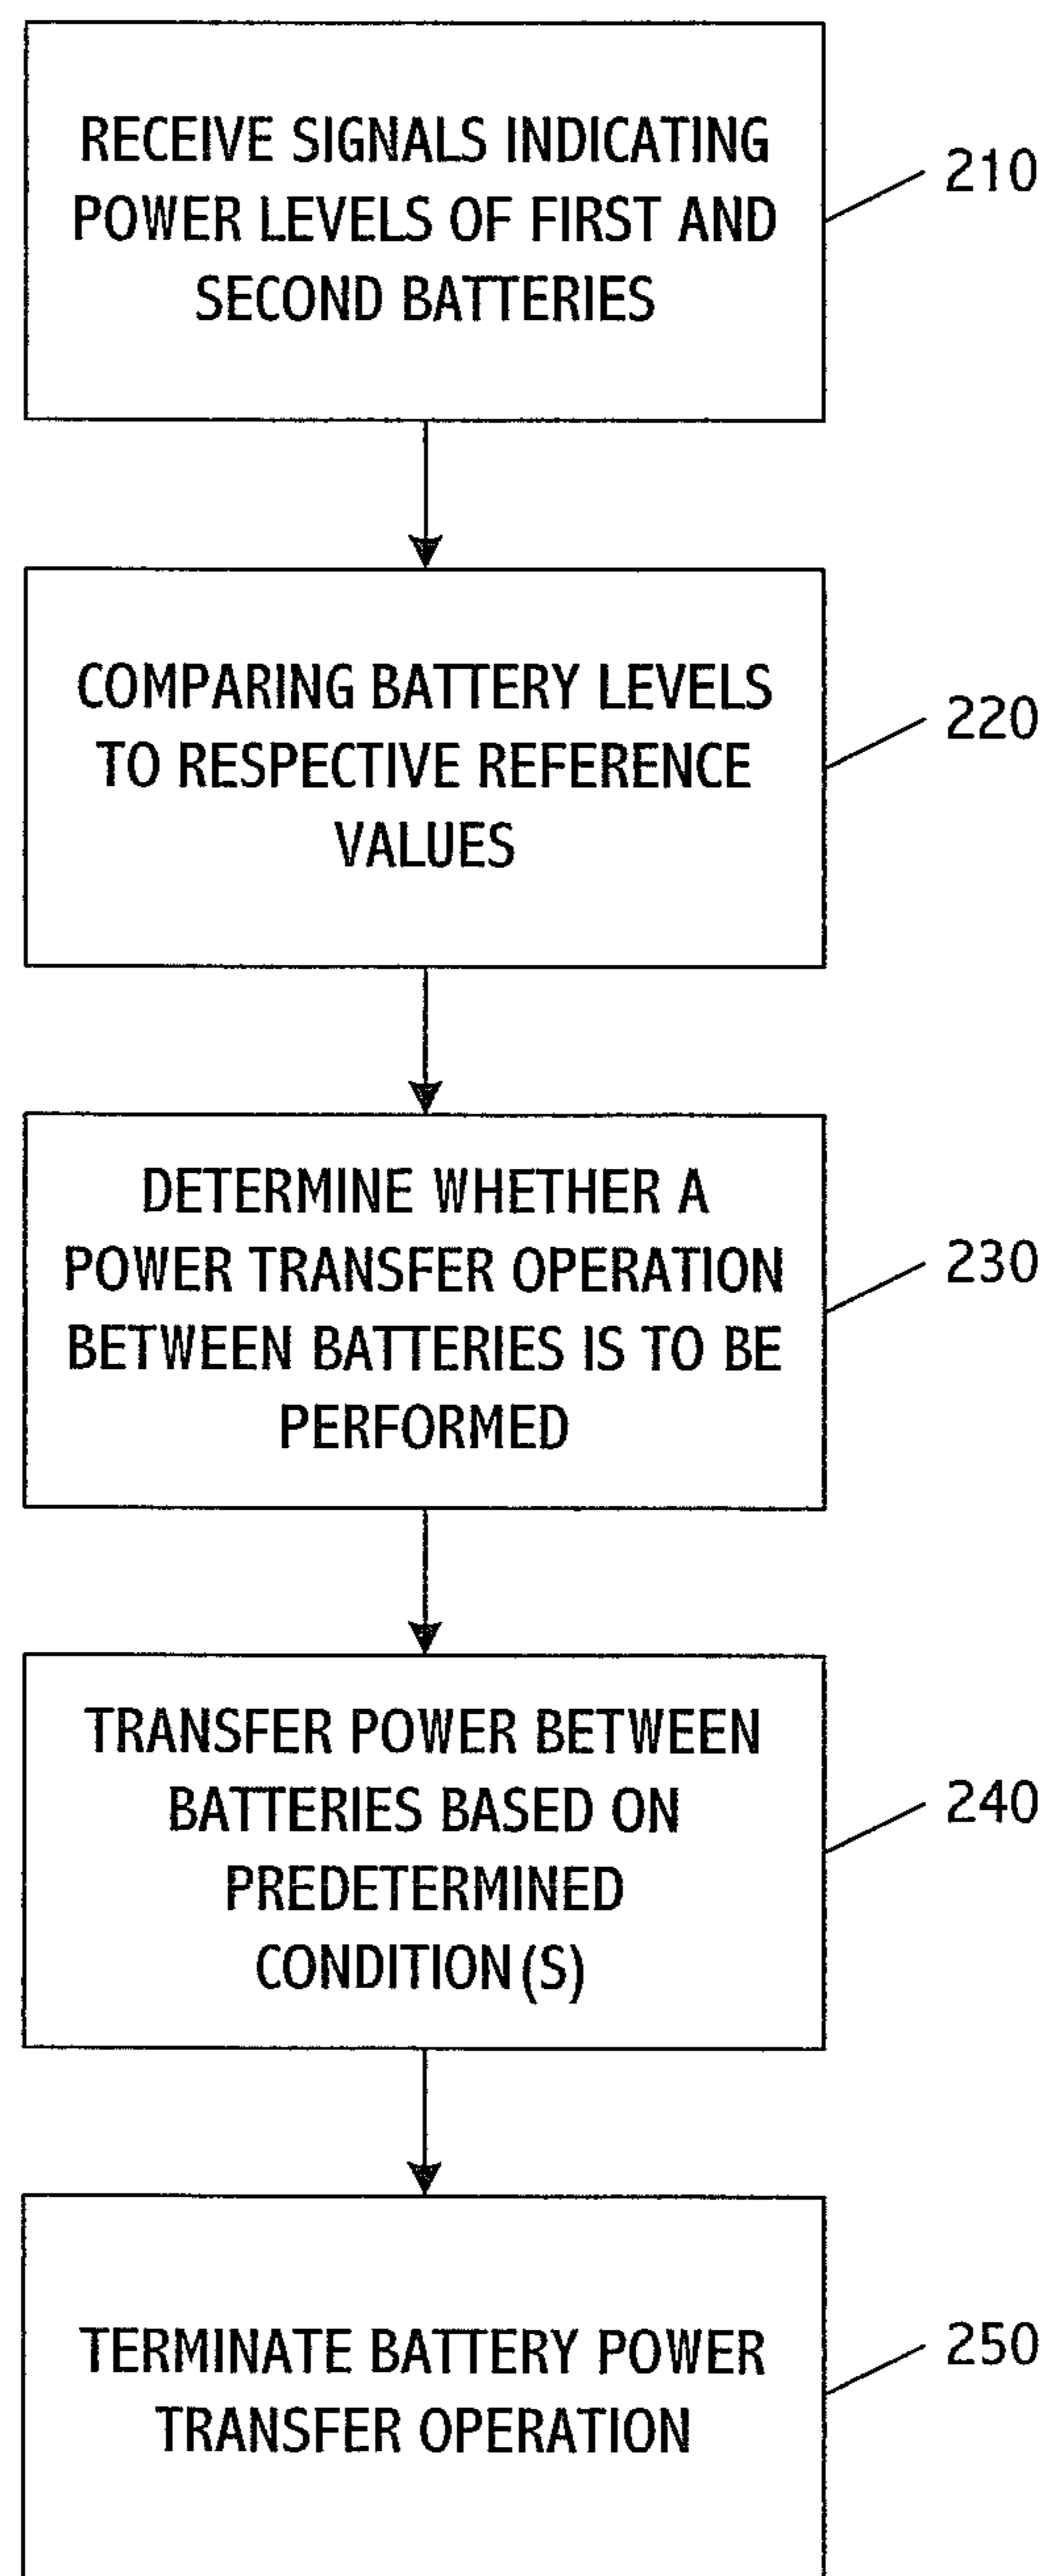 RECEIVE SIGNALS INDICATING
POWER LEVELS OF FIRST AND
SECOND BATTERIES
210
COMPARING BATTERY LEVELS
TO RESPECTIVE REFERENCE
VALUES
220
DETERMINE WHETHER A
POWER TRANSFER OPERATION
BETWEEN BATTERIES IS TO BE
PERFORMED
230
TRANSFER POWER BETWEEN
BATTERIES BASED ON
PREDETERMINED
CONDITION(S)
240
TERMINATE BATTERY POWER
TRANSFER OPERATION
250